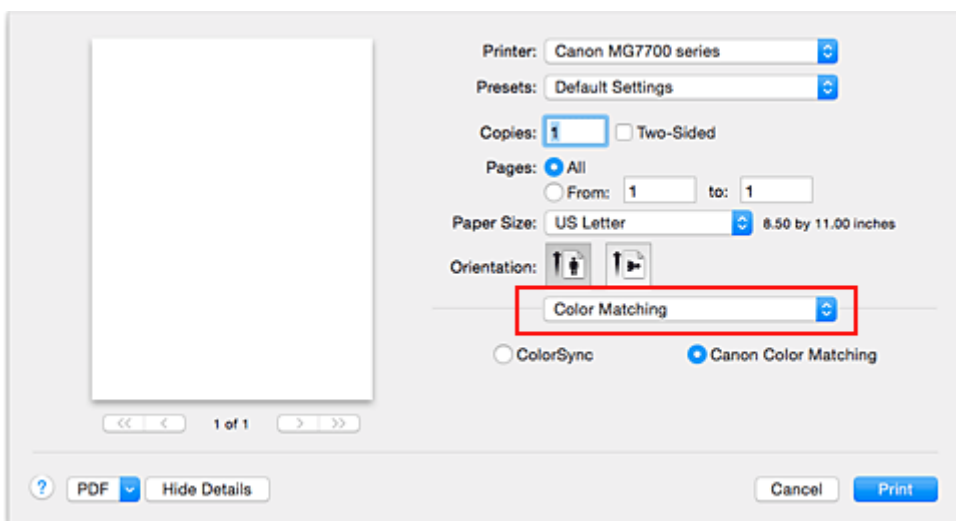 Printer: Canon MG7700 series
Presets: Default Settings
Copies: 1 Two-Sided
Pages: All
From: 1 to: 1
Paper Size: US Letter 8.50 by 11.00 inches
Orientation:
Color Matching
ColorSync Canon Color Matching
<< < 1 of 1 > >>
? PDF Hide Details Cancel Print